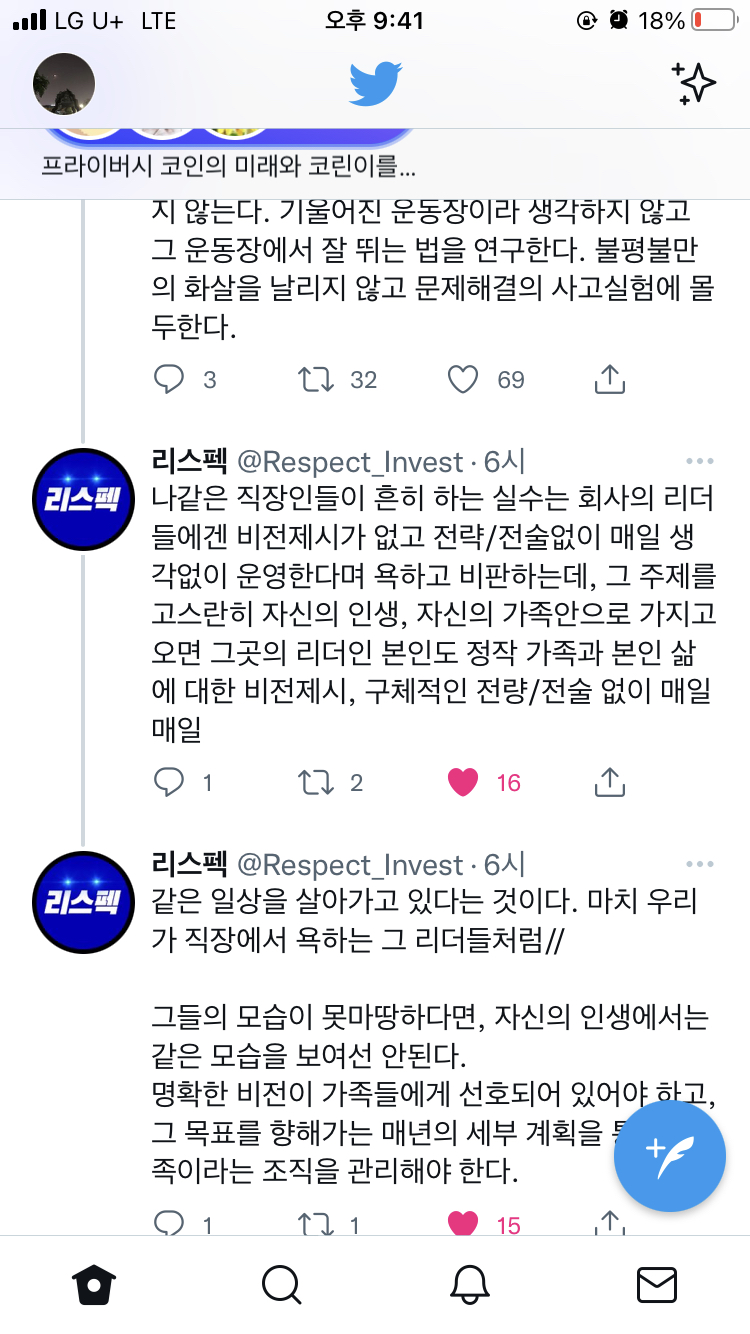 LG U+ LTE 오후 9:41 18%
프라이버시 코인의 미래와 코린이를...
지 않는다. 기울어진 운동장이라 생각하지 않고
그 운동장에서 잘 뛰는 법을 연구한다. 불평불만
의 화살을 날리지 않고 문제해결의 사고실험에 몰
두한다.
3 32 69
리스펙 @Respect_Invest · 6시
리스펙
나같은 직장인들이 흔히 하는 실수는 회사의 리더
들에겐 비전제시가 없고 전략/전술없이 매일 생
각없이 운영한다며 욕하고 비판하는데, 그 주제를
고스란히 자신의 인생, 자신의 가족안으로 가지고
오면 그곳의 리더인 본인도 정작 가족과 본인 삶
에 대한 비전제시, 구체적인 전량/전술 없이 매일
매일
1 2 16
리스펙 @Respect_Invest · 6시
리스펙
같은 일상을 살아가고 있다는 것이다. 마치 우리
가 직장에서 욕하는 그 리더들처럼//
그들의 모습이 못마땅하다면, 자신의 인생에서는
같은 모습을 보여선 안된다.
명확한 비전이 가족들에게 선호되어 있어야 하고,
그 목표를 향해가는 매년의 세부 계획을
족이라는 조직을 관리해야 한다.
1 1 15